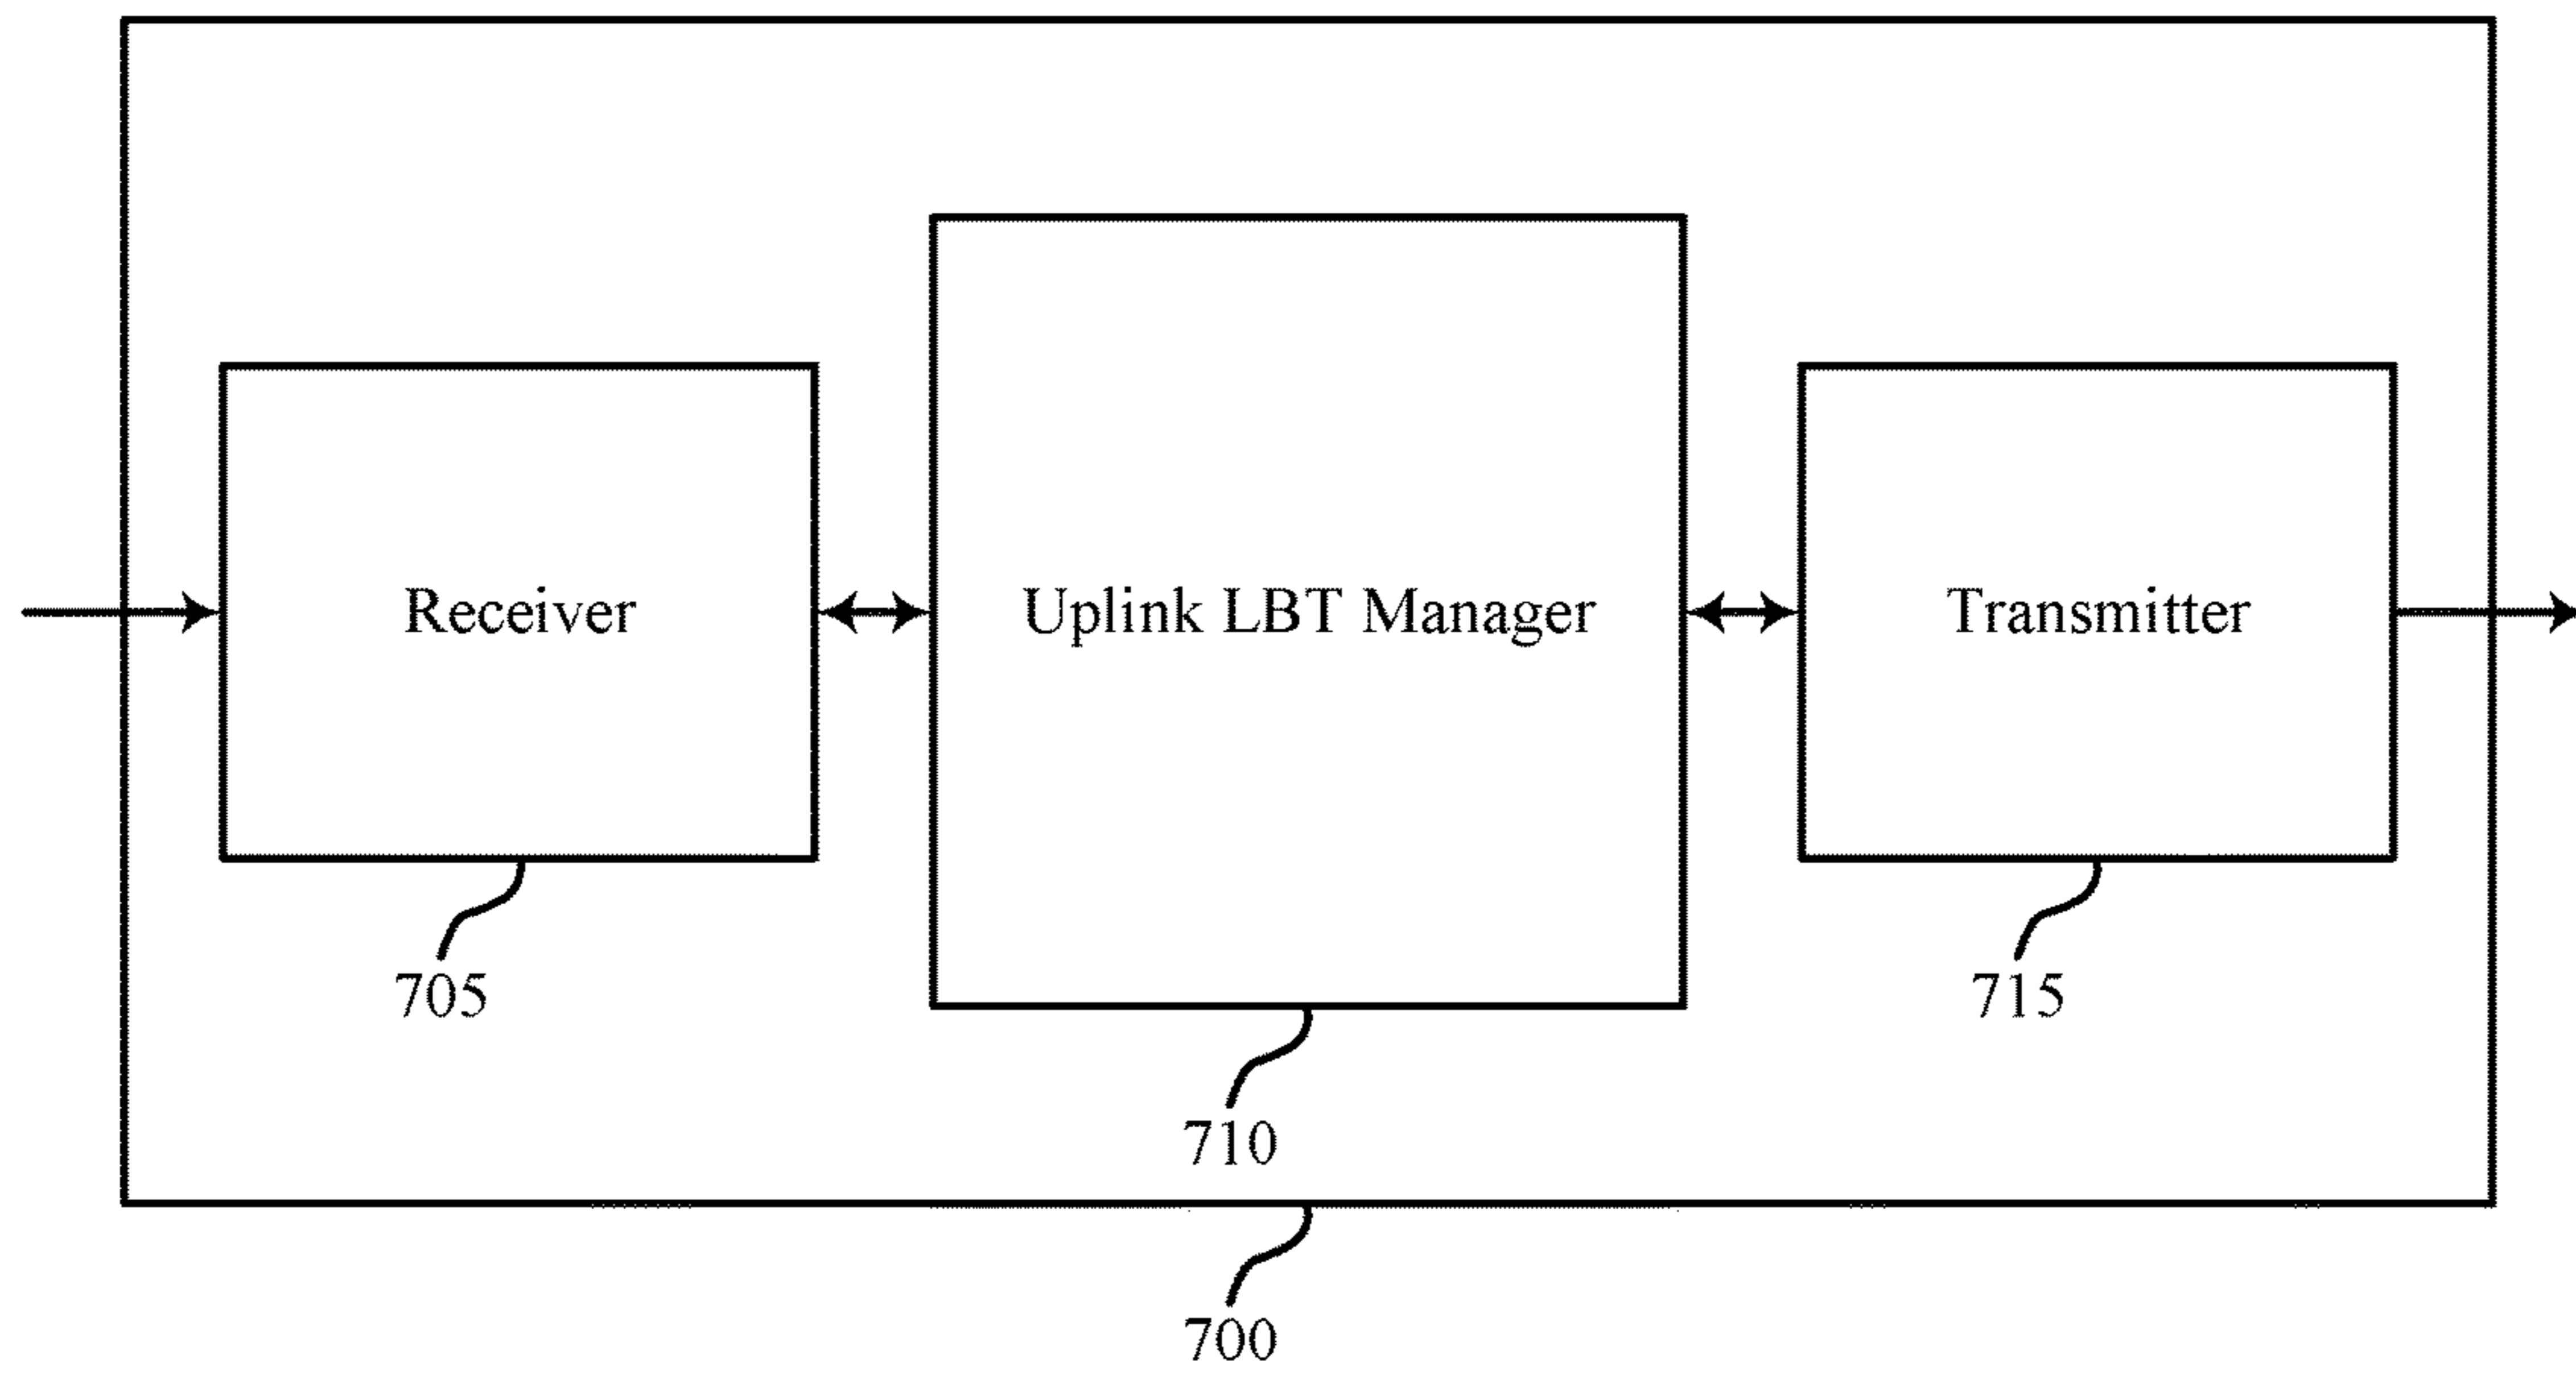 Receiver
Uplink LBT Manager
Transmitter
705
715
710
700